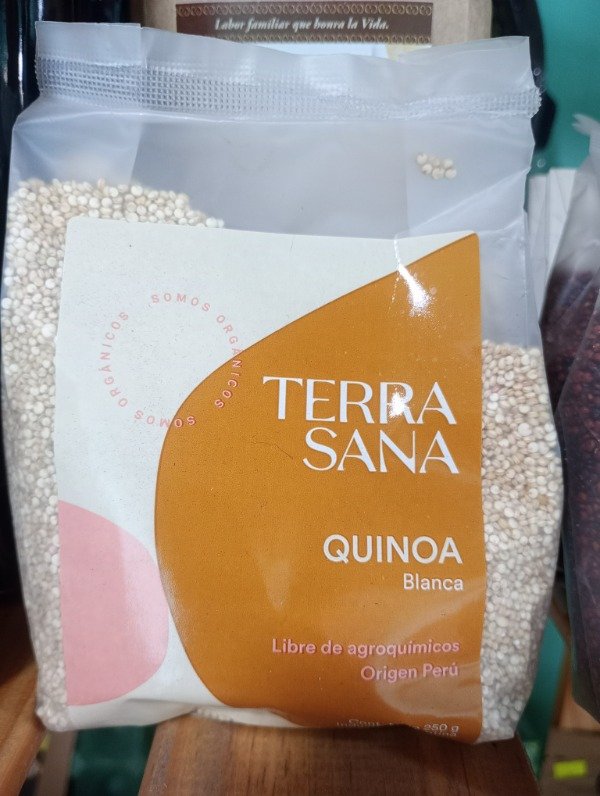 Labor familiar que honra la Vida.
SOMOS ORGÁNICOS
SOMOS ORGÁNICOS
TERRA
SANA
QUINOA
Blanca
Libre de agroquímicos
Origen Perú
Cont. 250 g